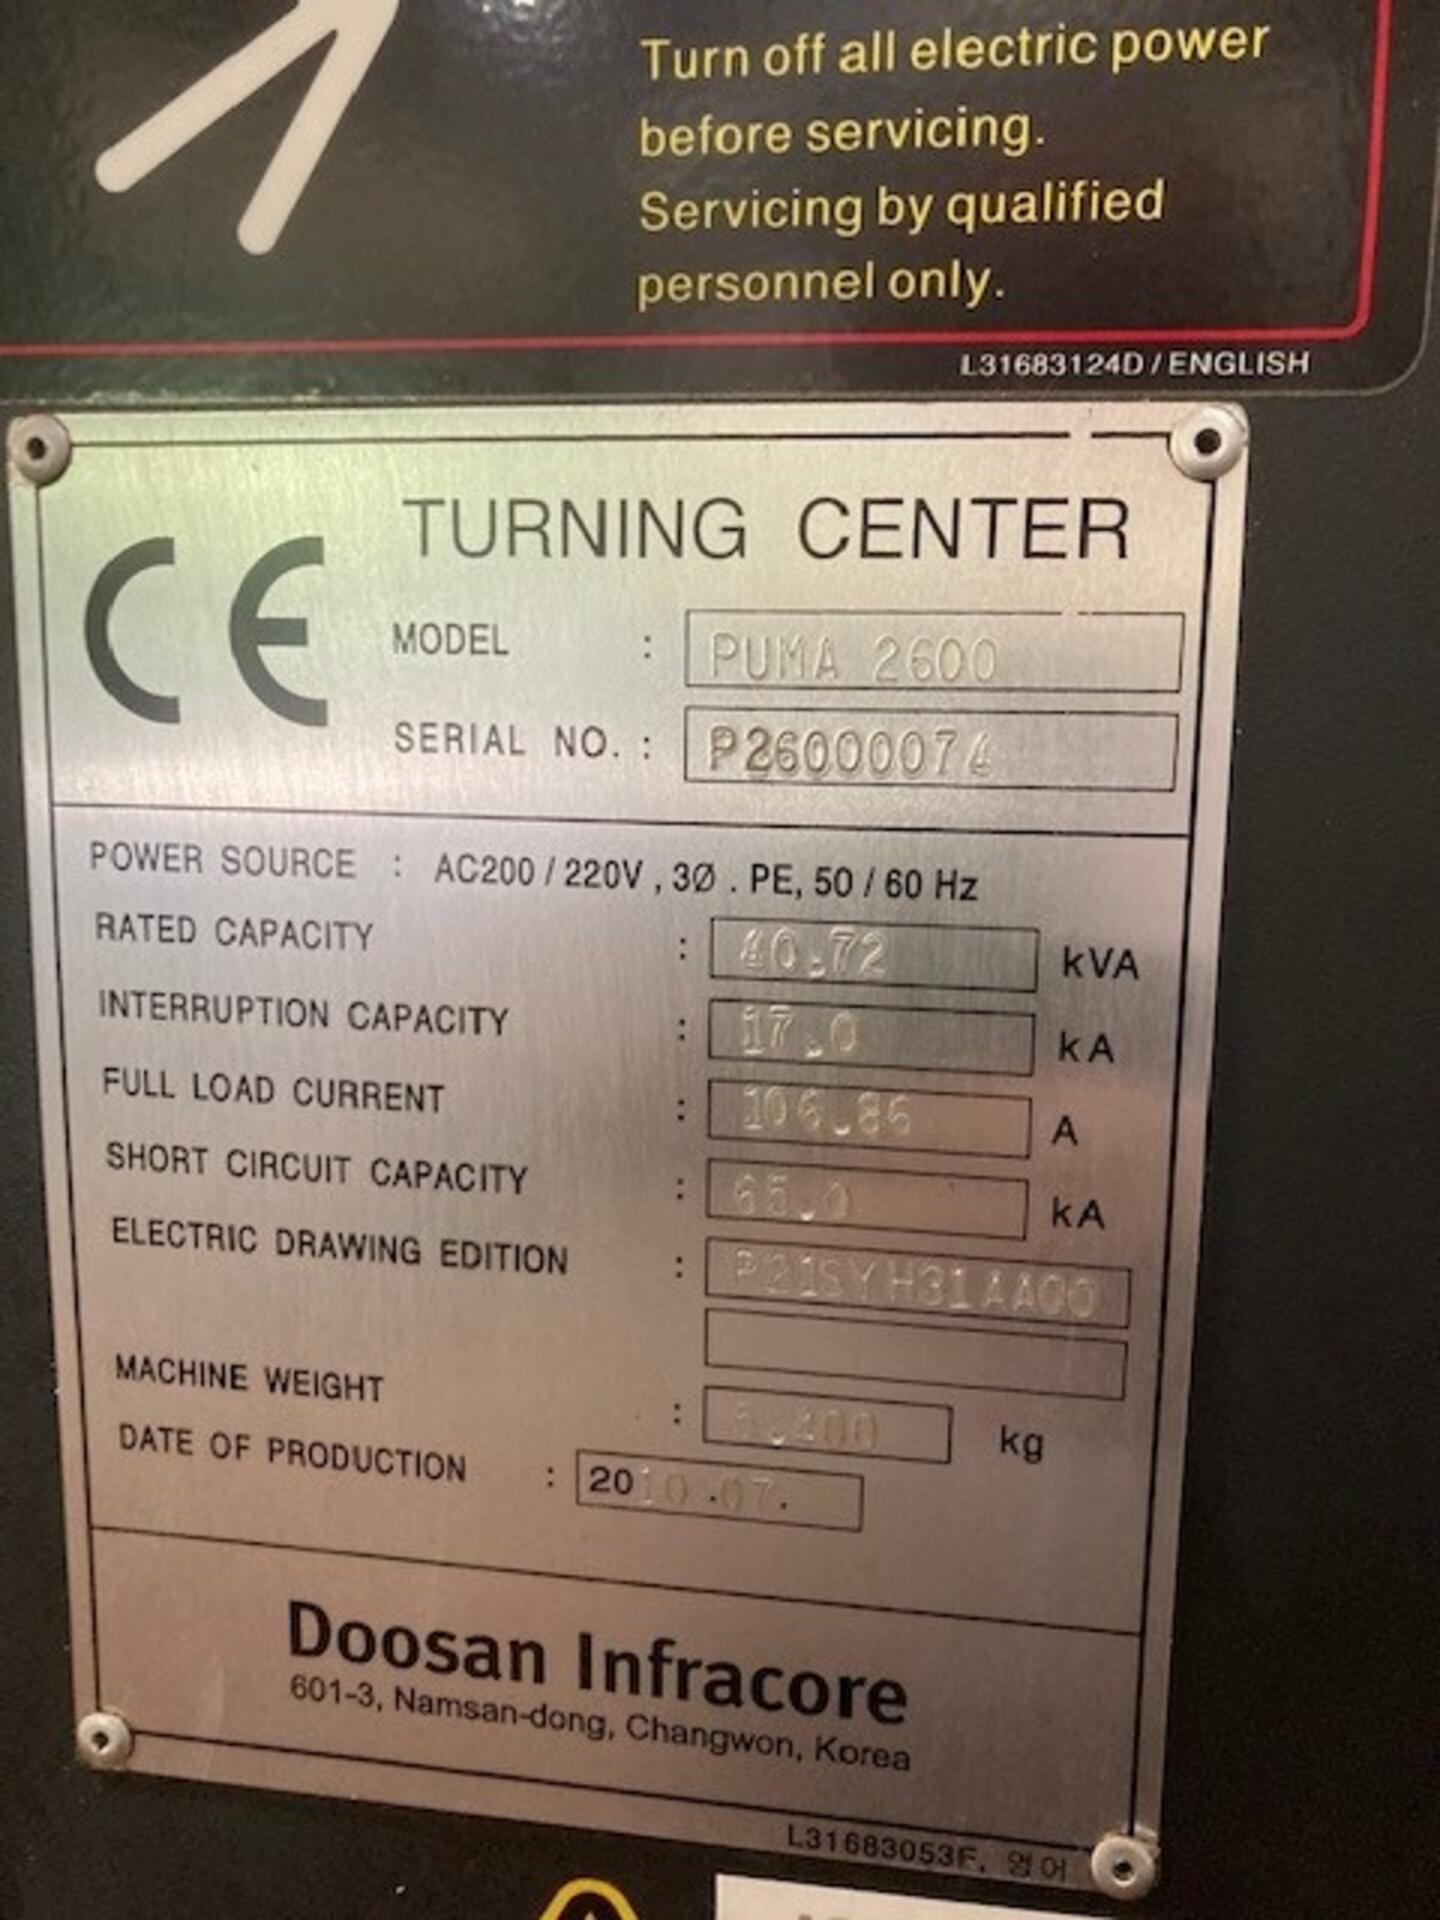 Turn off all electric power
before servicing.
Servicing by qualified
personnel only.
L31683124D / ENGLISH
CE TURNING CENTER
MODEL : PUMA 2600
SERIAL NO. : P26000074
POWER SOURCE : AC200 / 220V , 3Ø . PE, 50 / 60 Hz
RATED CAPACITY : 40.72 kVA
INTERRUPTION CAPACITY : 17.0 kA
FULL LOAD CURRENT : 106.86 A
SHORT CIRCUIT CAPACITY : 65.0 kA
ELECTRIC DRAWING EDITION : P21SYH31AA00
MACHINE WEIGHT : 5.400 kg
DATE OF PRODUCTION : 2010.07.
Doosan Infracore
601-3, Namsan-dong, Changwon, Korea
L31683053F, 영어